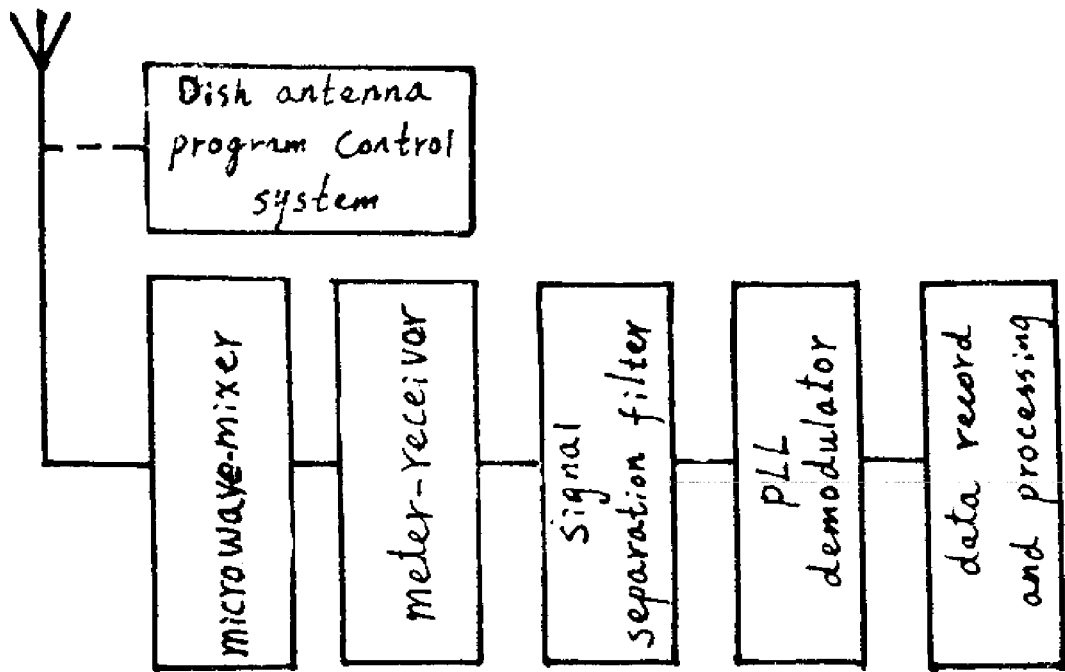 Dish antenna
program Control
system
microwave-mixer
meter-receivor
Signal
separation filter
PLL
demodulator
data record
and processing